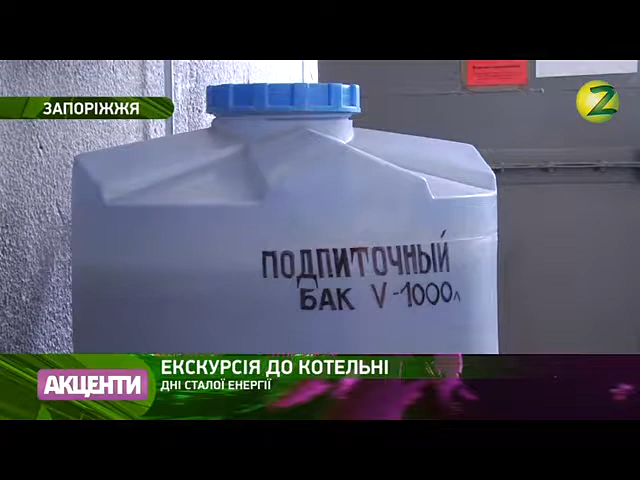 ЗАПОРІЖЖЯ
Z
ПОДПИТОЧНЫЙ
БАК V-1000л
ЕКСКУРСІЯ ДО КОТЕЛЬНІ
АКЦЕНТИ
ДНІ СТАЛОЇ ЕНЕРГІЇ